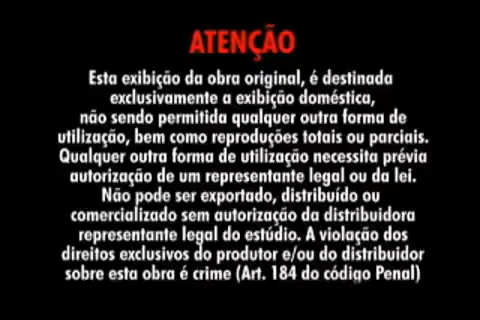 ATENÇÃO
Esta exibição da obra original, é destinada
exclusivamente a exibição doméstica,
não sendo permitida qualquer outra forma de
utilização, bem como reproduções totais ou parciais.
Qualquer outra forma de utilização necessita prévia
autorização de um representante legal ou da lei.
Não pode ser exportado, distribuído ou
comercializado sem autorização da distribuidora
representante legal do estúdio. A violação dos
direitos exclusivos do produtor e/ou do distribuidor
sobre esta obra é crime (Art. 184 do código Penal)